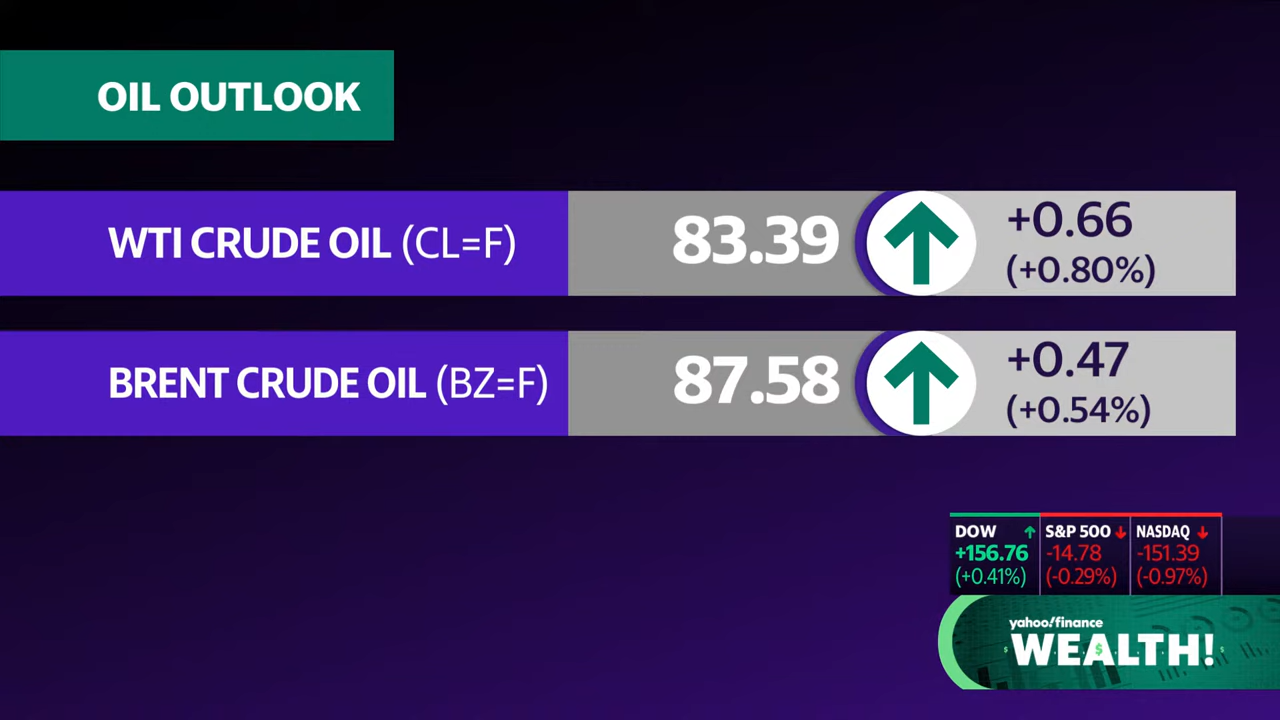 OIL OUTLOOK
WTI CRUDE OIL (CL=F) 83.39 +0.66
(+0.80%)
BRENT CRUDE OIL (BZ=F) 87.58 +0.47
(+0.54%)
DOW S&P 500 NASDAQ
+156.76 -14.78 -151.39
(+0.41%) (-0.29%) (-0.97%)
yahoo!finance
WEALTH!